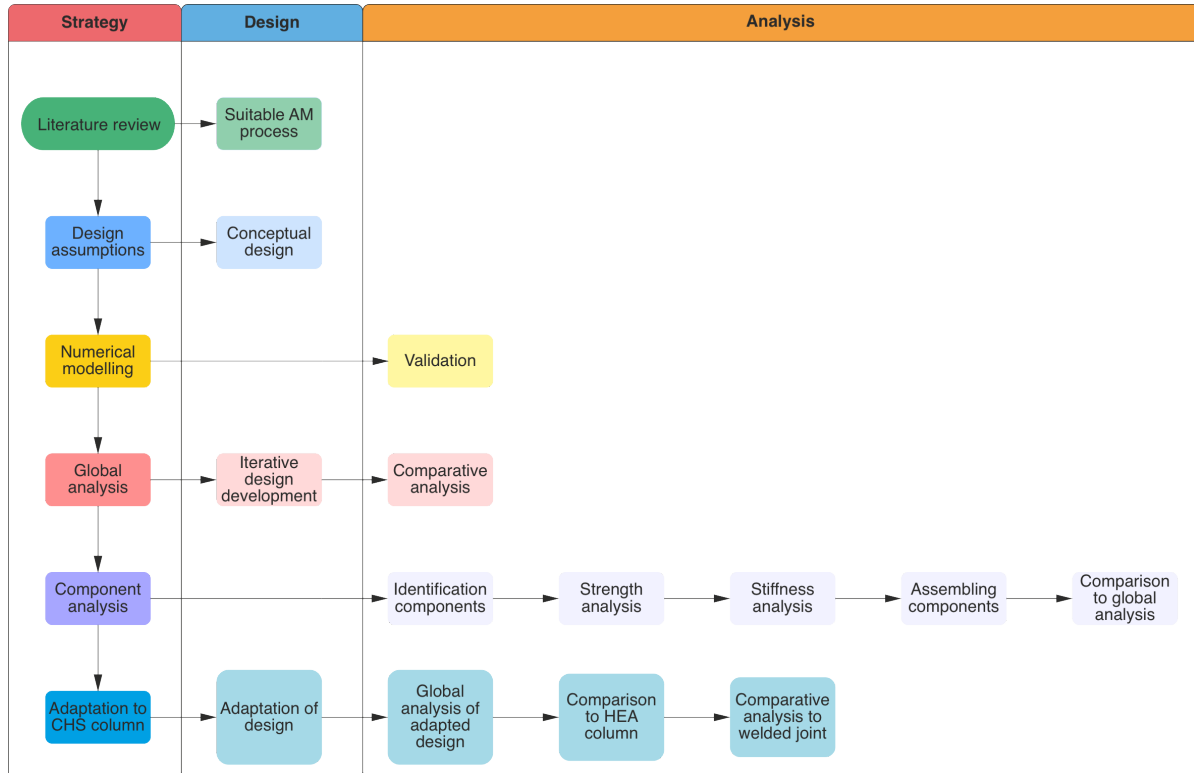 Strategy
Design
Analysis
Literature review
Suitable AM
process
Design
assumptions
Conceptual
design
Numerical
modelling
Validation
Global
analysis
Iterative
design
development
Comparative
analysis
Component
analysis
Identification
components
Strength
analysis
Stiffness
analysis
Assembling
components
Comparison
to global
analysis
Adaptation to
CHS column
Adaptation of
design
Global
analysis of
adapted
design
Comparison
to HEA
column
Comparative
analysis to
welded joint